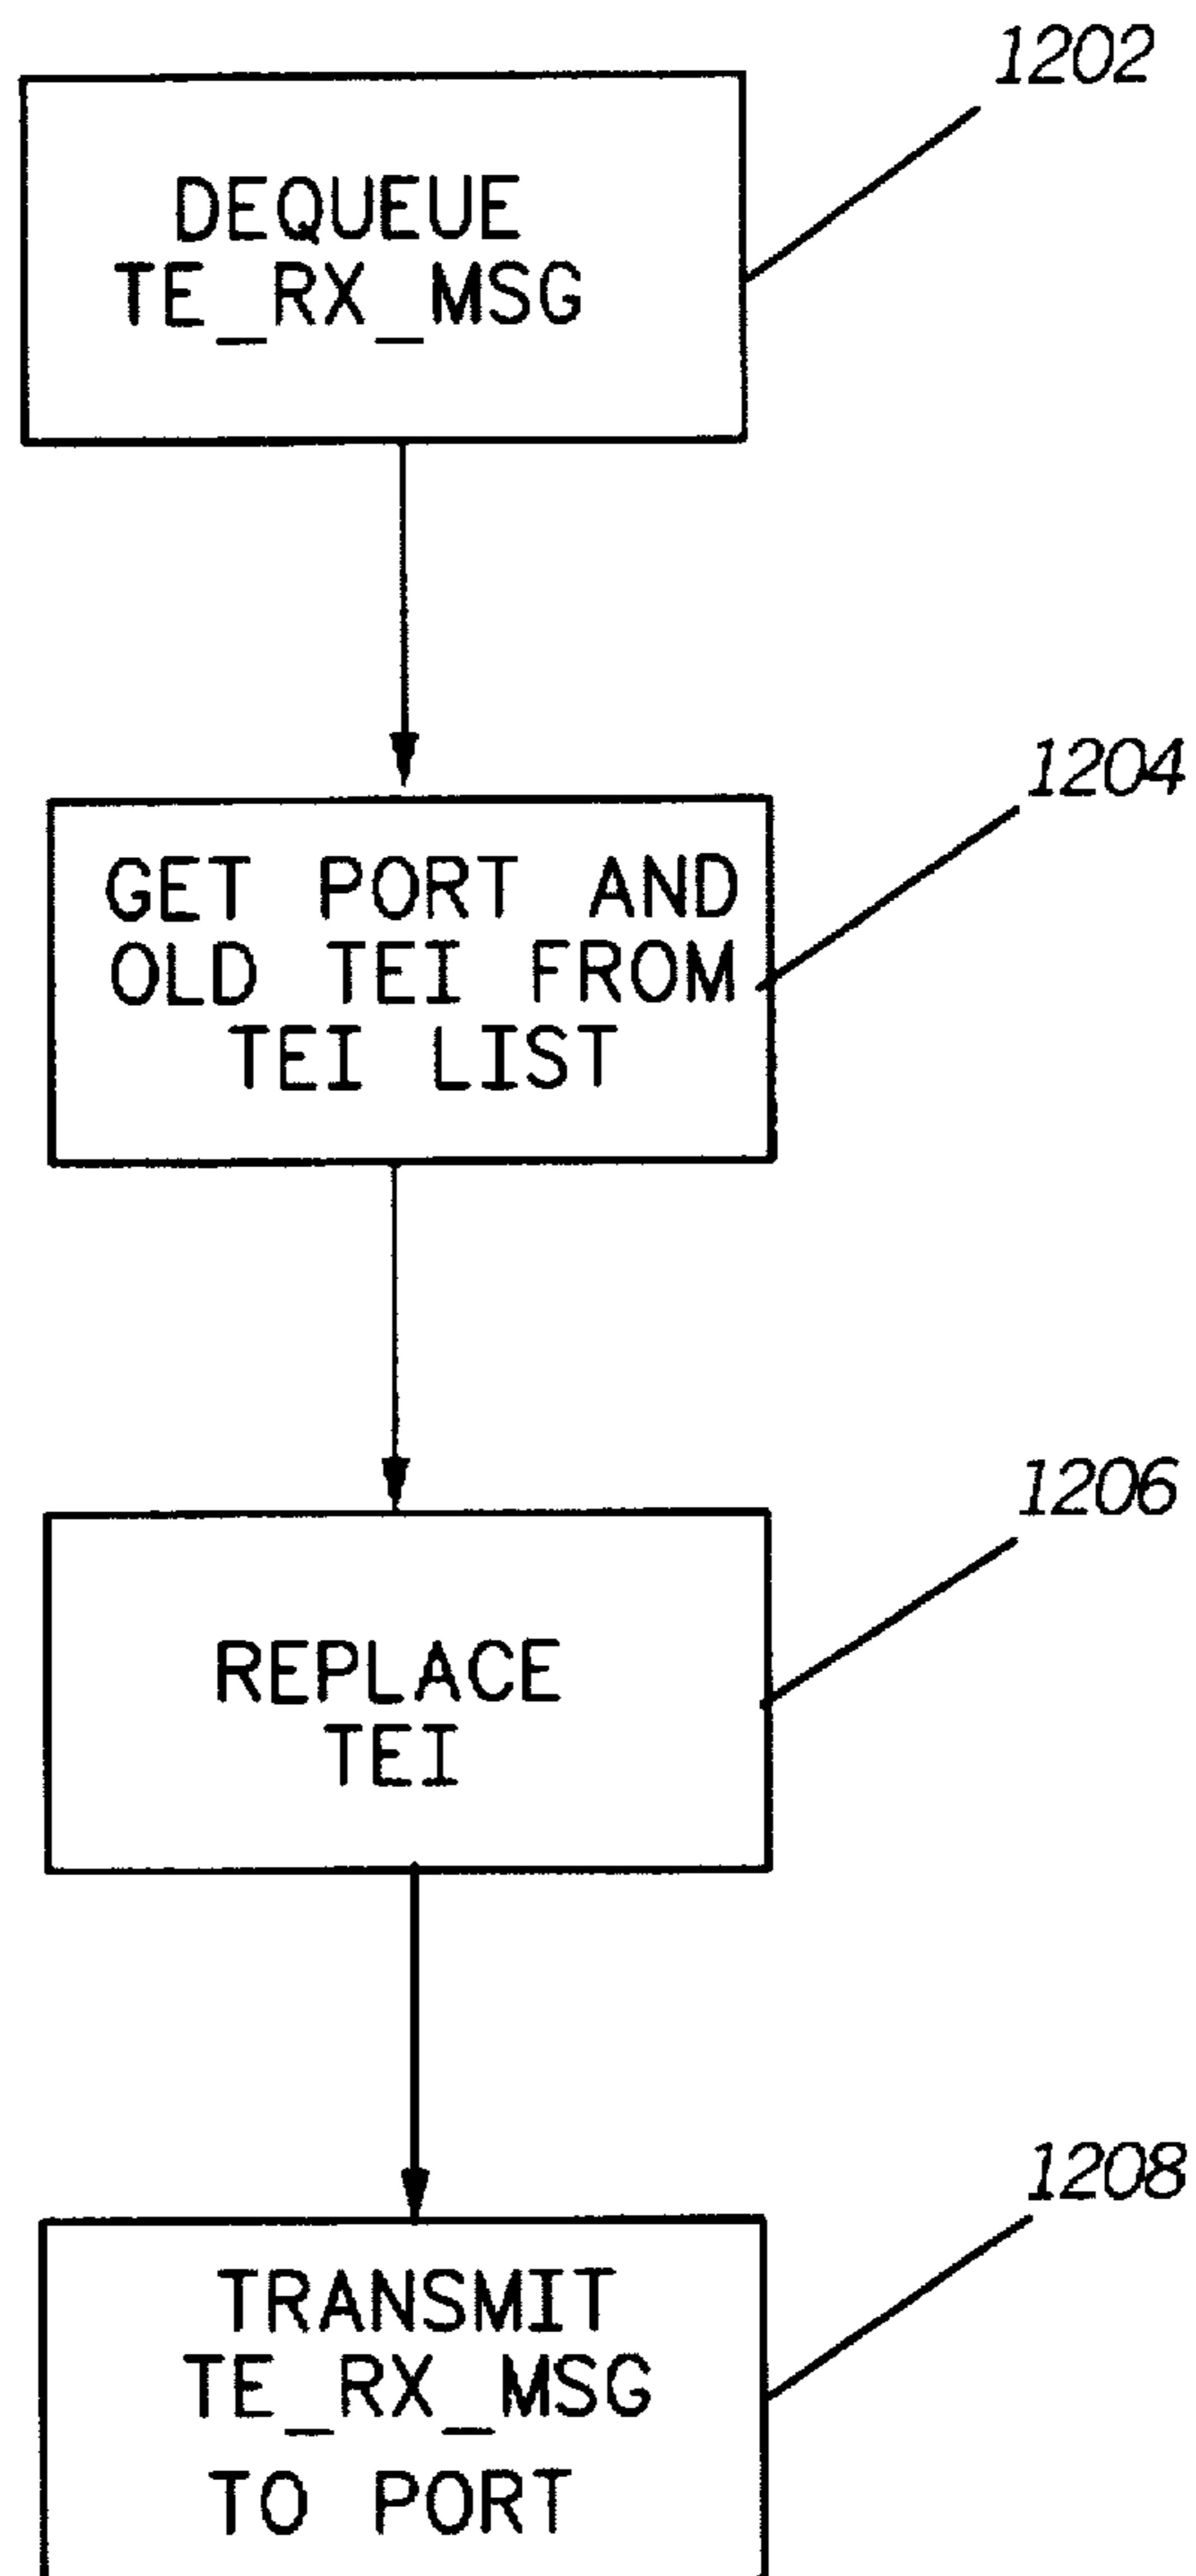 1202
DEQUEUE
TE_RX_MSG
1204
GET PORT AND
OLD TEI FROM
TEI LIST
1206
REPLACE
TEI
1208
TRANSMIT
TE_RX_MSG
TO PORT